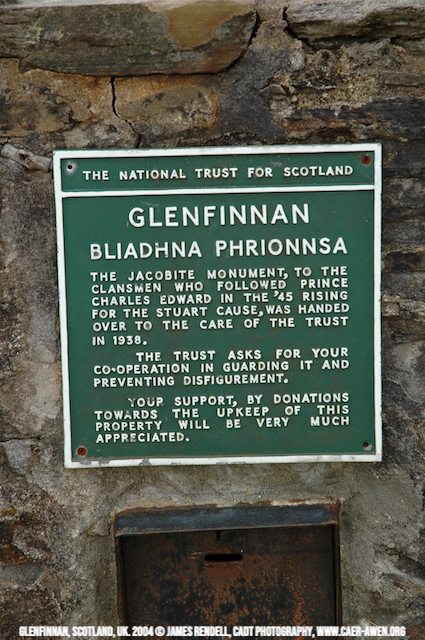 THE NATIONAL TRUST FOR SCOTLAND
GLENFINNAN
BLIADHNA PHRIONNSA
THE JACOBITE MONUMENT, TO THE
CLANSMEN WHO FOLLOWED PRINCE
CHARLES EDWARD IN THE '45 RISING
FOR THE STUART CAUSE, WAS HANDED
OVER TO THE CARE OF THE TRUST
IN 1938.
THE TRUST ASKS FOR YOUR
CO-OPERATION IN GUARDING IT AND
PREVENTING DISFIGUREMENT.
YOUR SUPPORT, BY DONATIONS
TOWARDS THE UPKEEP OF THIS
PROPERTY WILL BE VERY MUCH
APPRECIATED.
GLENFINNAN, SCOTLAND, UK. 2004 © JAMES RENDELL, CADT PHOTOGRAPHY, WWW.CAER-AWEN.ORG